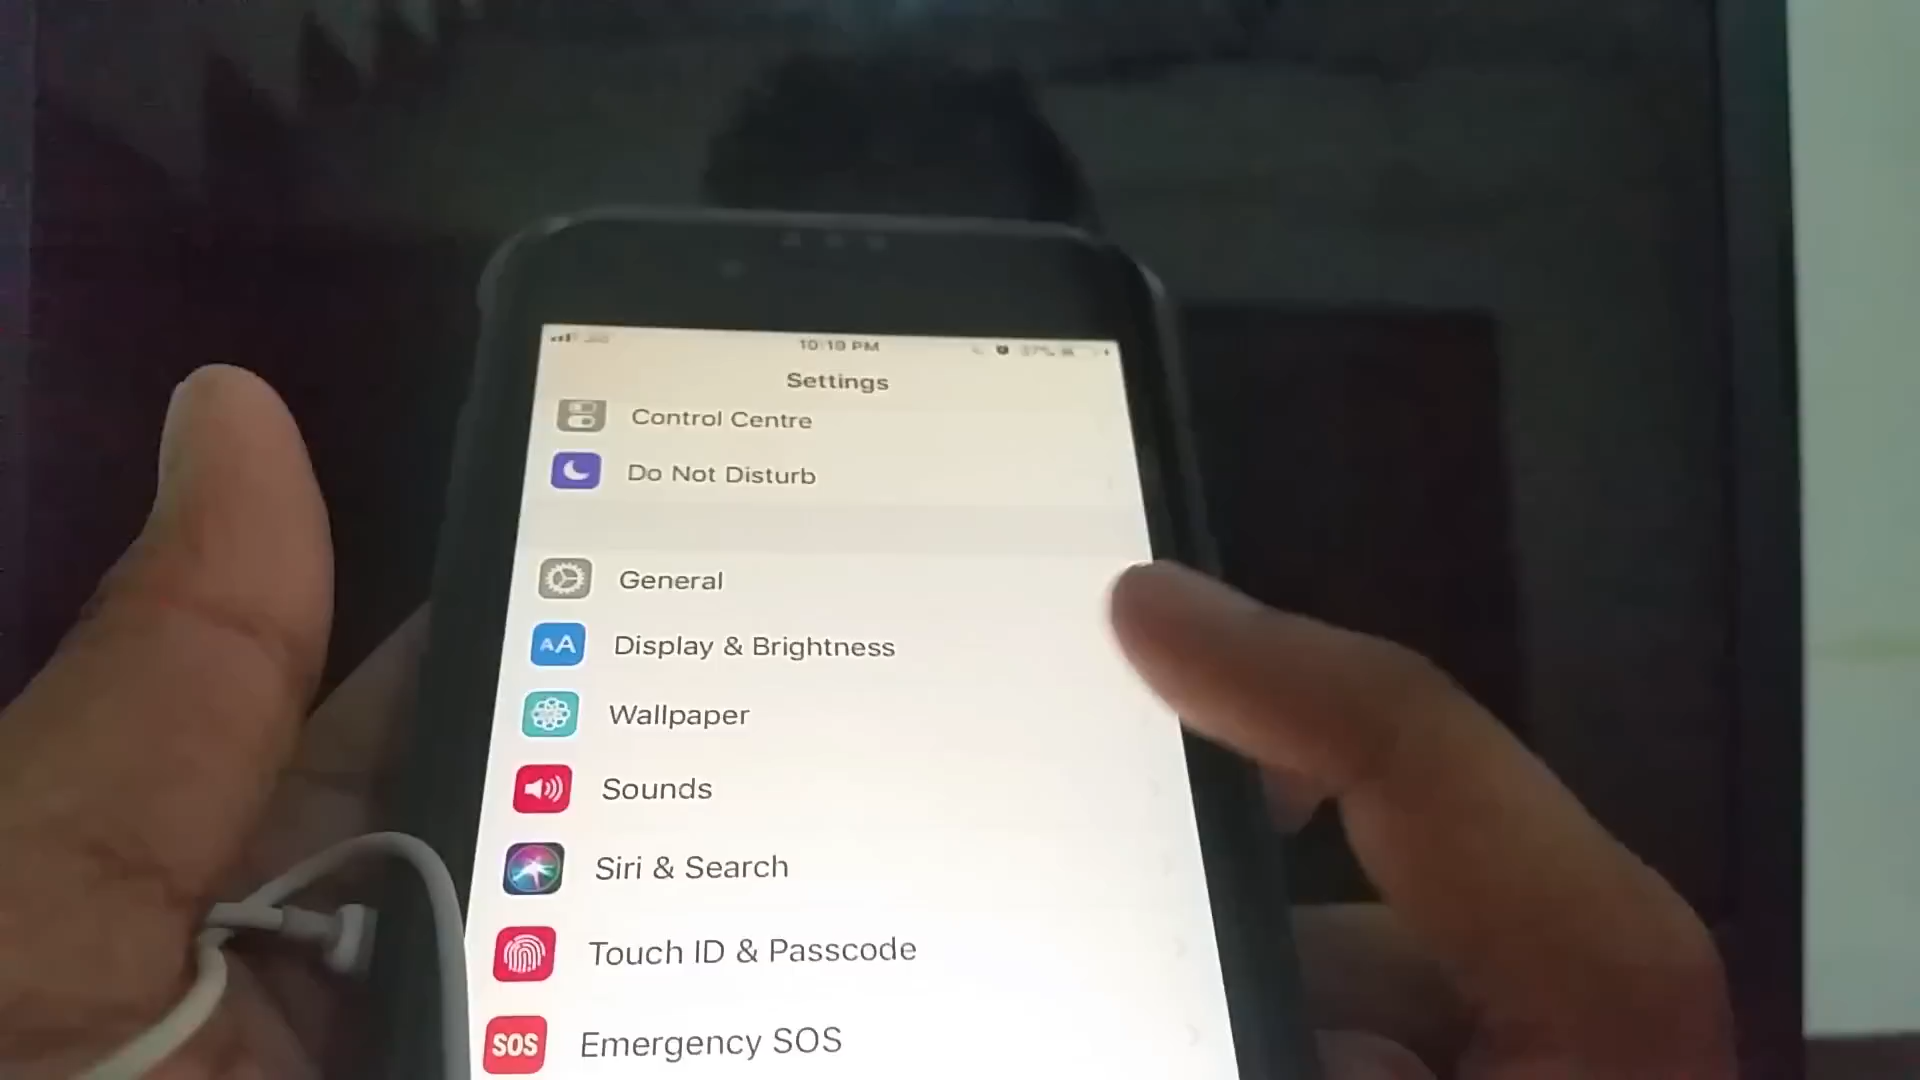 10:19 PM
Settings
Control Centre
Do Not Disturb
General
AA Display & Brightness
Wallpaper
Sounds
Siri & Search
Touch ID & Passcode
SOS Emergency SOS